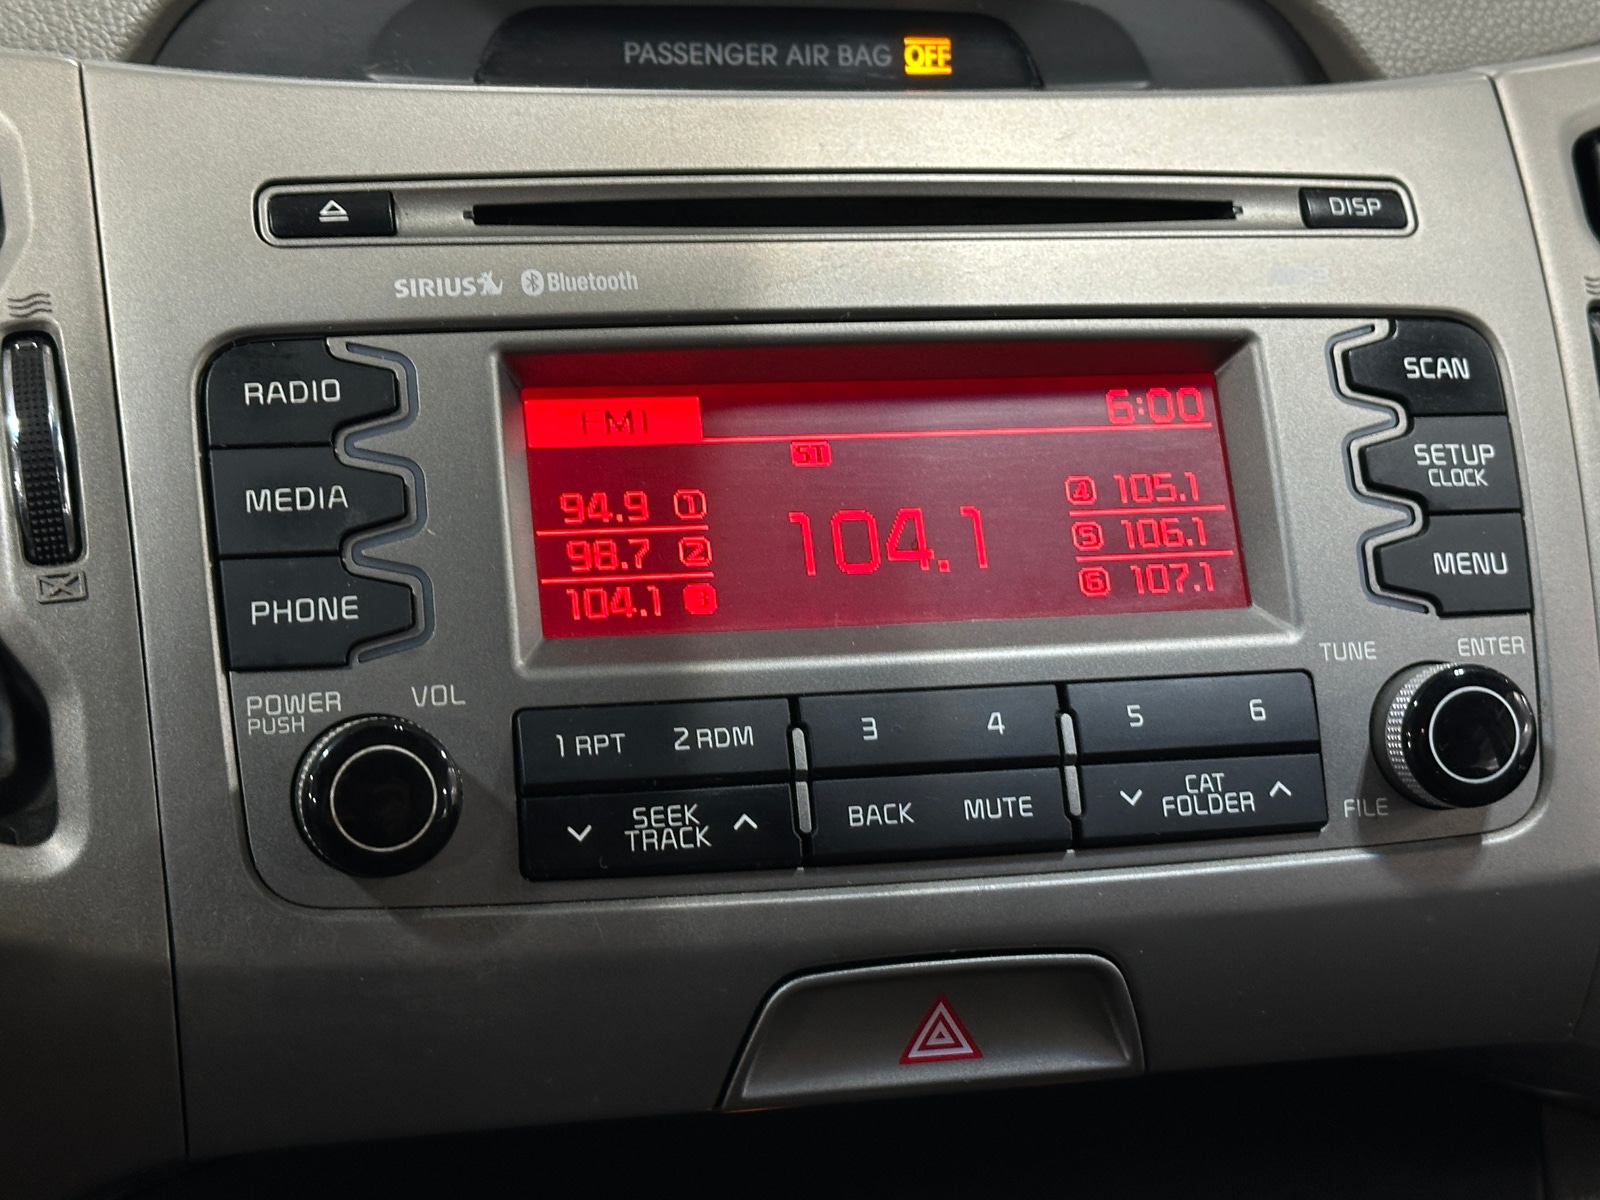 PASSENGER AIR BAG OFF
DISP
SIRIUS Bluetooth
RADIO
MEDIA
PHONE
FM1 6:00
ST
94.9 1
98.7 2
104.1 3
104.1
4 105.1
5 106.1
6 107.1
SCAN
SETUP
CLOCK
MENU
POWER
PUSH
VOL
TUNE
ENTER
FILE
1 RPT 2 RDM 3 4 5 6
SEEK
TRACK
BACK MUTE
CAT
FOLDER